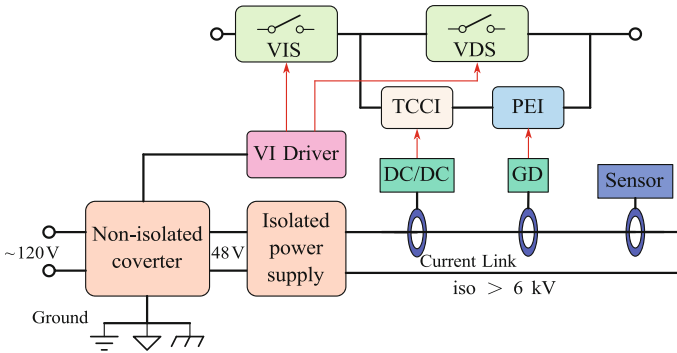 VIS
VDS
TCCI
PEI
VI Driver
DC/DC
GD
Sensor
~120 V
Non-isolated
coverter
48 V
Isolated
power
supply
Current Link
iso > 6 kV
Ground